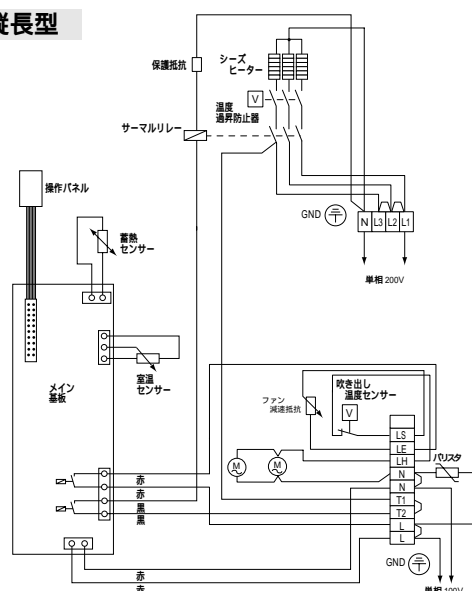 縦長型
保護抵抗
シーズ
ヒーター
V
温度
過昇防止器
サーマルリレー
操作パネル
GND
N L3 L2 L1
蓄熱
センサー
単相 200V
メイン
基板
室温
センサー
ファン
減速抵抗
吹き出し
温度センサー
V
LS
LE
LH
バリスタ
M M
N
N
赤
赤
T1
黒
T2
黒
L
L
GND
赤
赤
単相 100V